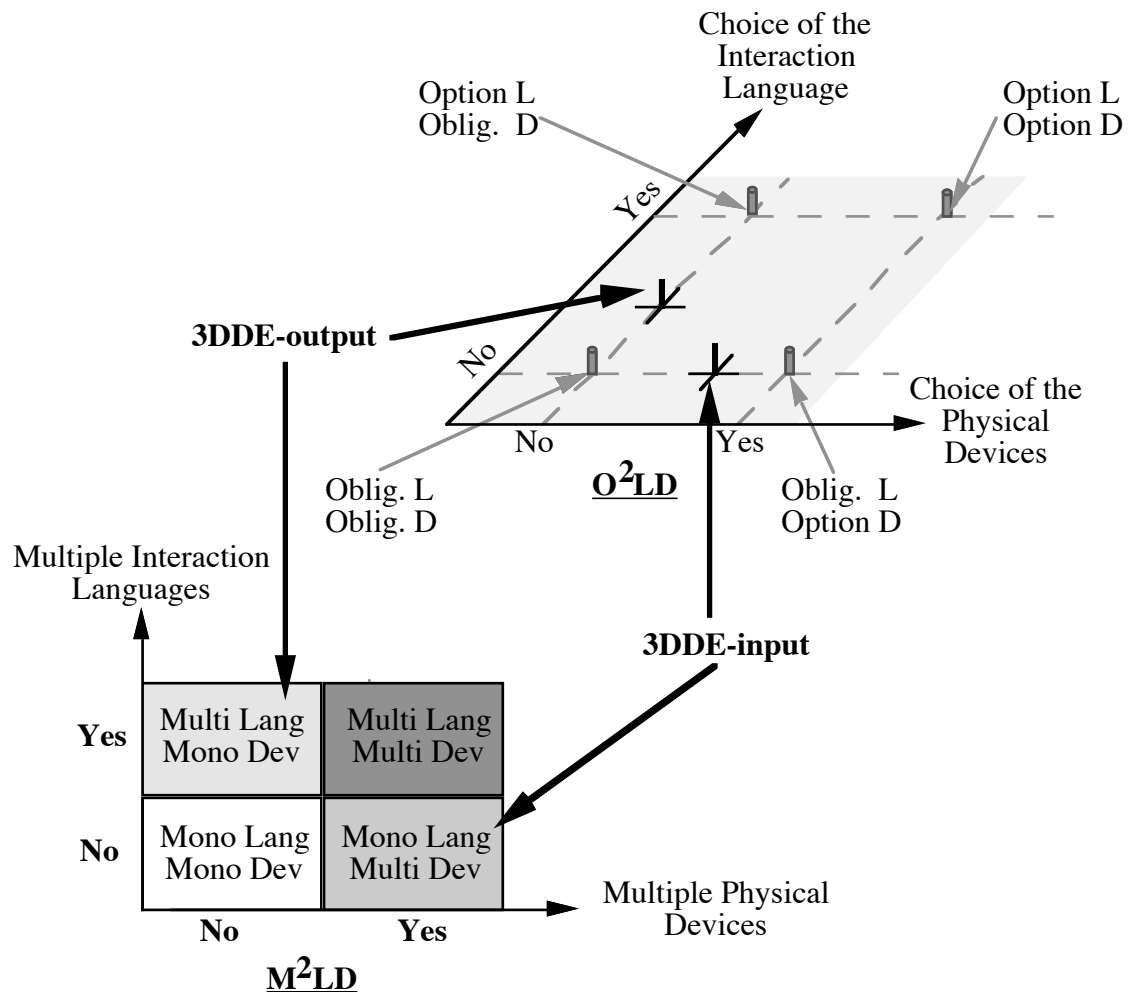 Choice of the
Interaction
Language
Option L
Oblig. D
Option L
Option D
Yes
3DDE-output
No
Choice of the
Physical
Devices
No
Yes
O²LD
Oblig. L
Oblig. D
Oblig. L
Option D
Multiple Interaction
Languages
3DDE-input
Yes
Multi Lang
Mono Dev
Multi Lang
Multi Dev
No
Mono Lang
Mono Dev
Mono Lang
Multi Dev
Multiple Physical
Devices
No
Yes
M²LD